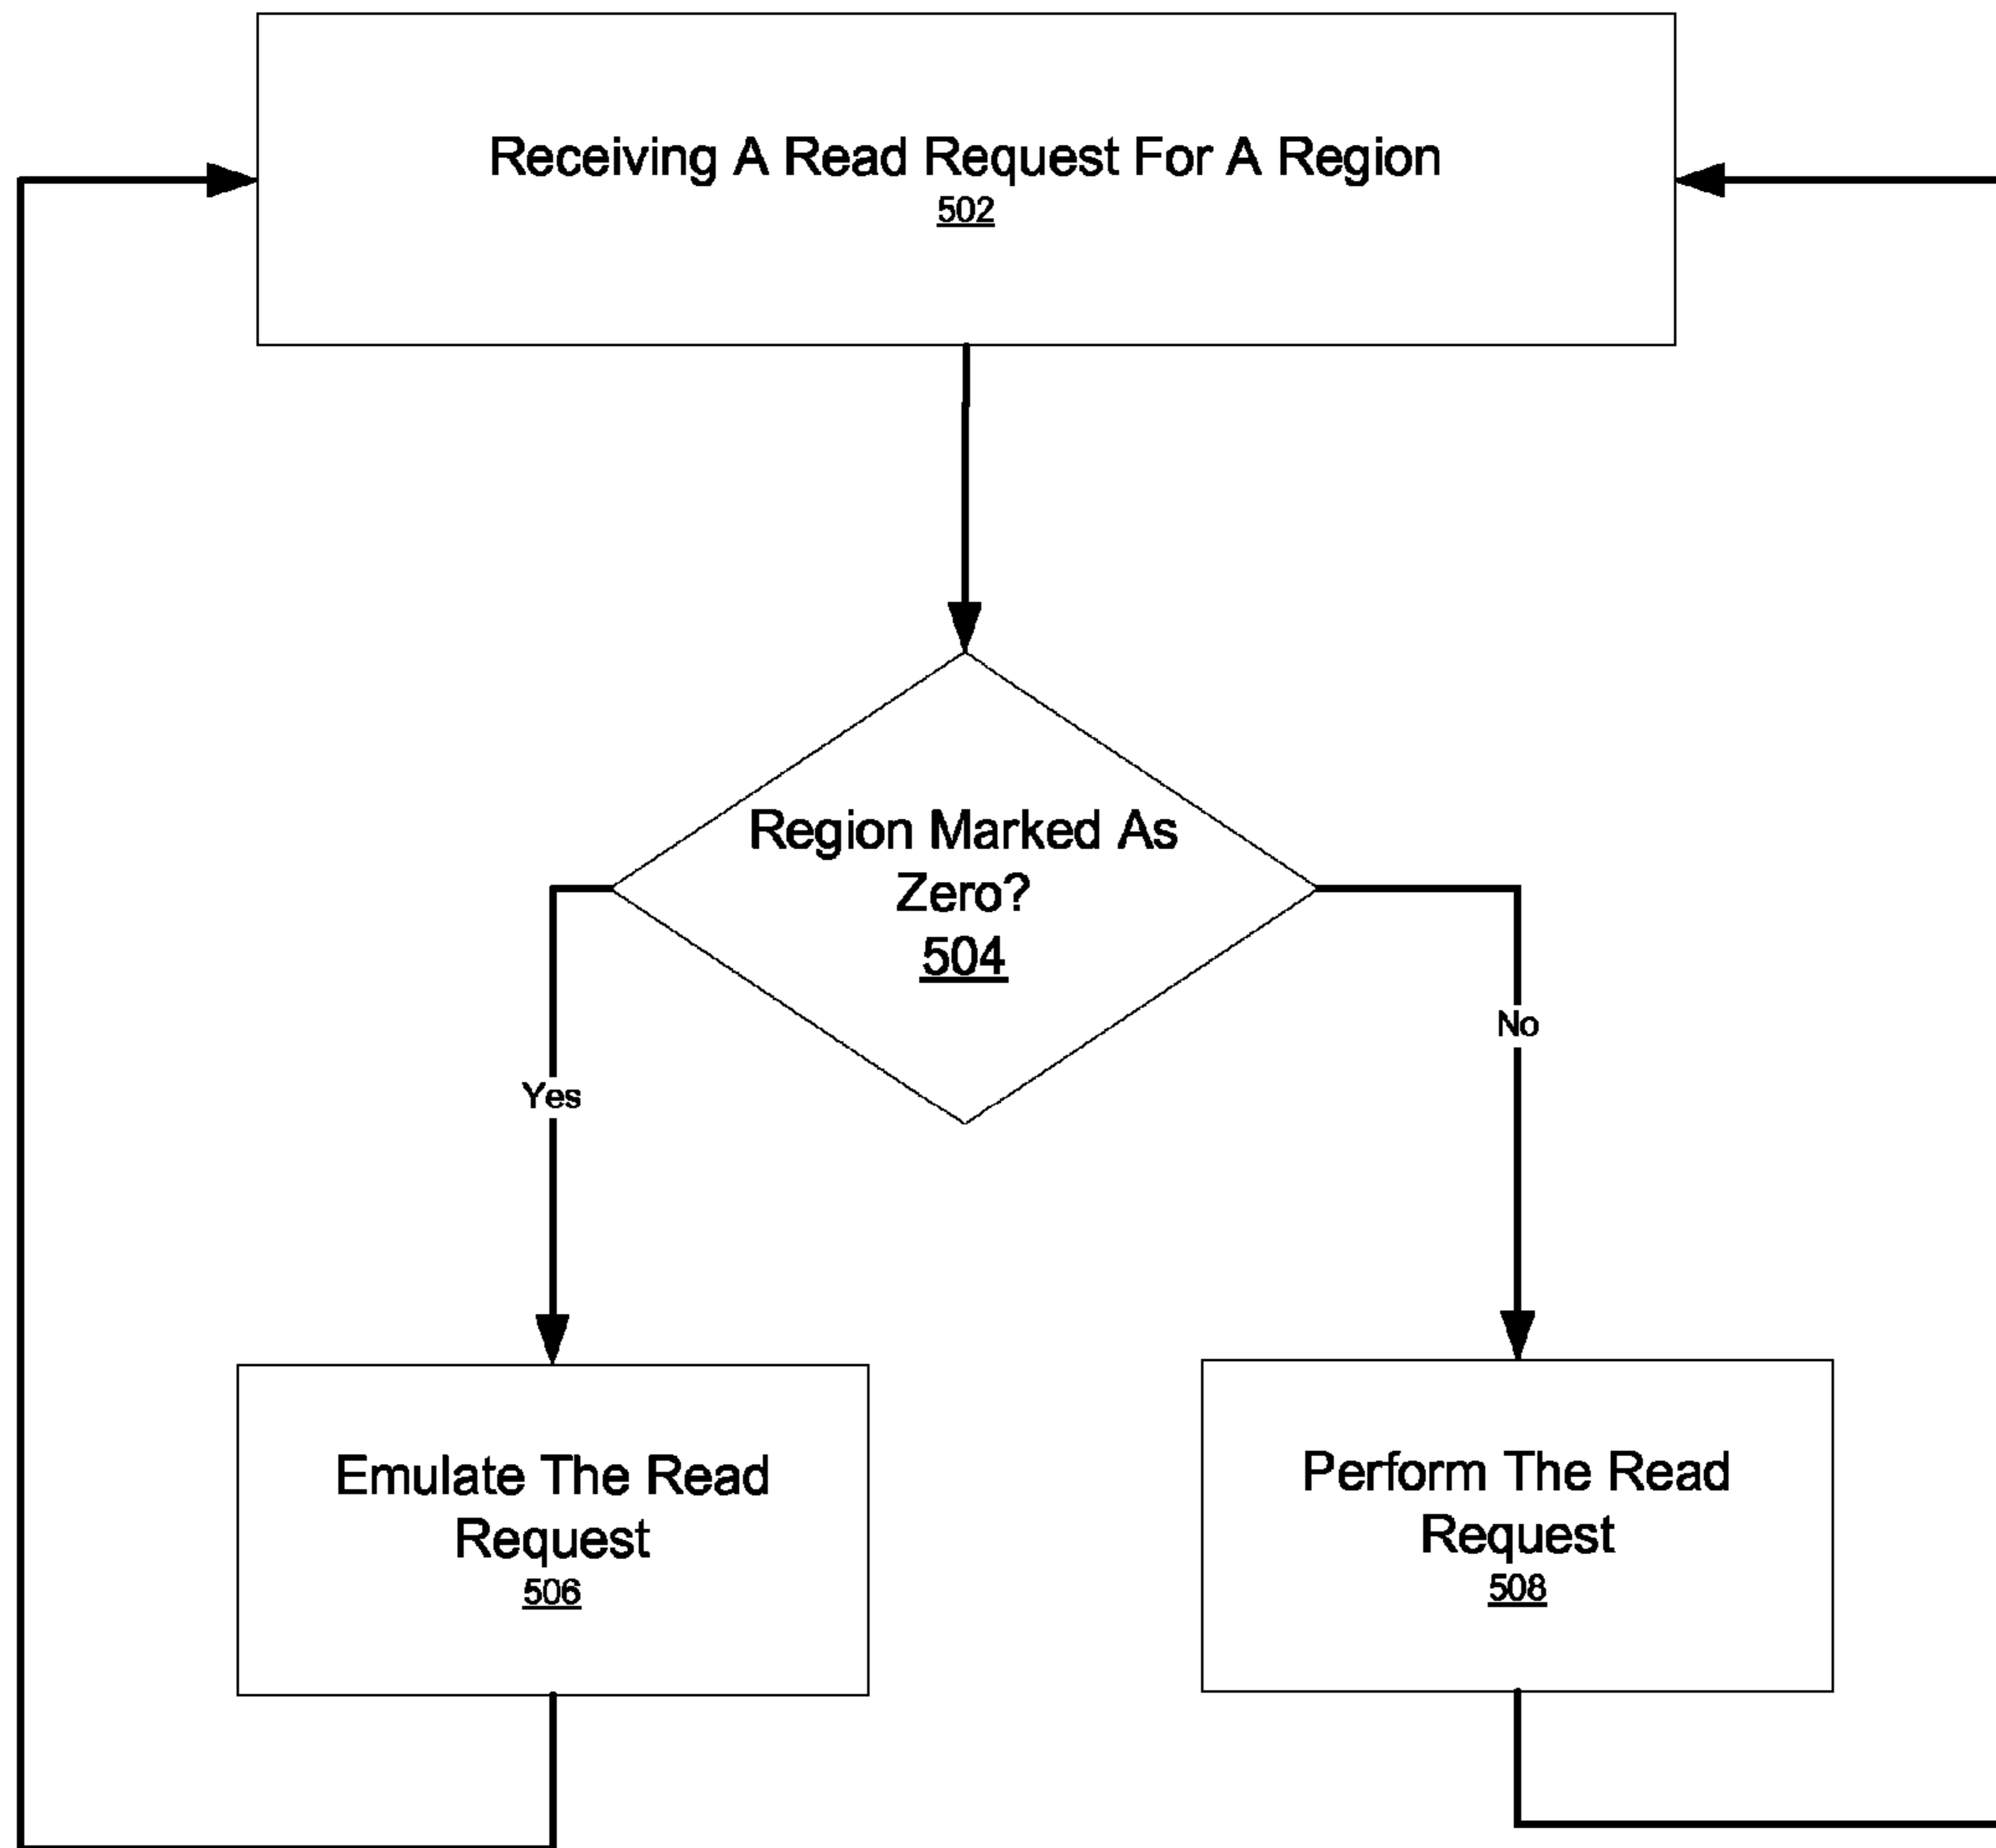 Receiving A Read Request For A Region
502
Region Marked As
Zero?
504
No
Yes
Emulate The Read
Request
506
Perform The Read
Request
508